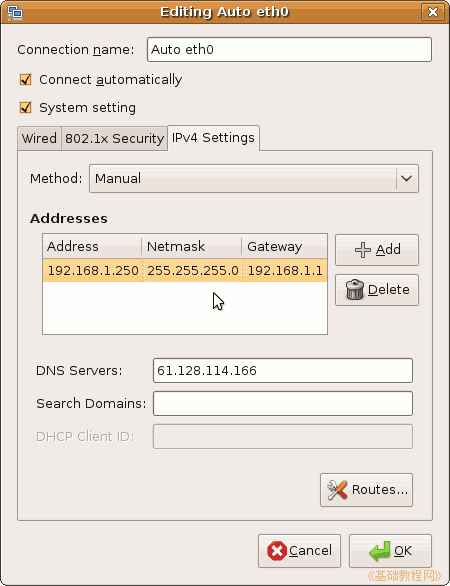 Editing Auto eth0
Connection name: Auto eth0
Connect automatically
System setting
Wired 802.1x Security IPv4 Settings
Method: Manual
Addresses
Address Netmask Gateway
192.168.1.250 255.255.255.0 192.168.1.1
Add
Delete
DNS Servers: 61.128.114.166
Search Domains:
DHCP Client ID:
Routes...
Cancel OK
《基础教程网》